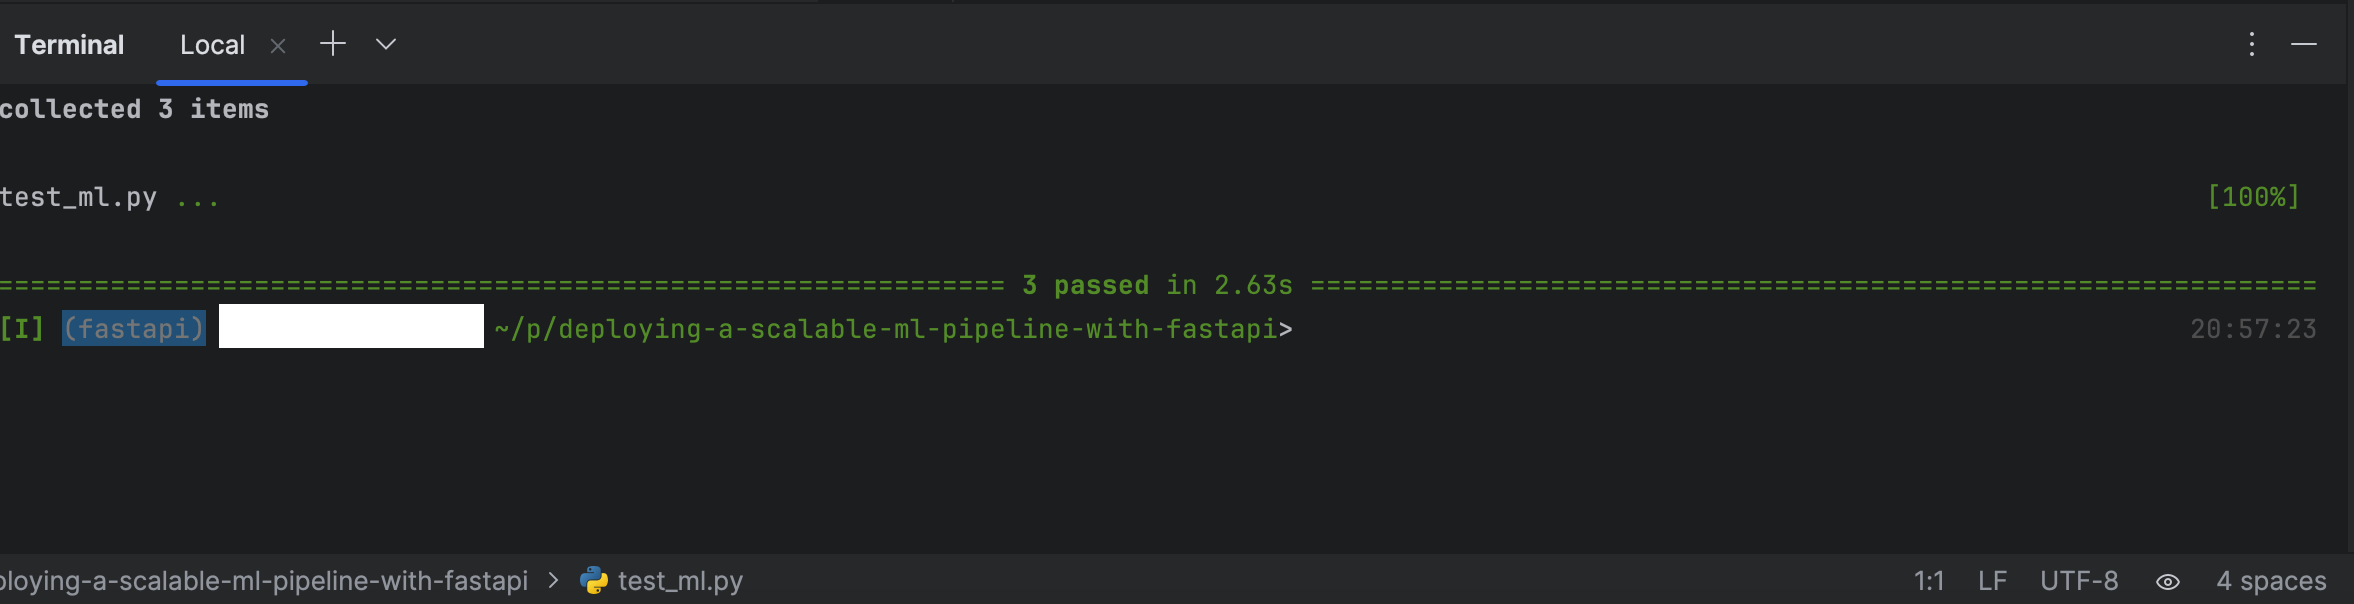 Terminal Local
collected 3 items
test_ml.py ... [100%]
=============================================================== 3 passed in 2.63s ===============================================================
[I] (fastapi) ~/p/deploying-a-scalable-ml-pipeline-with-fastapi> 20:57:23
ploying-a-scalable-ml-pipeline-with-fastapi > test_ml.py 1:1 LF UTF-8 4 spaces